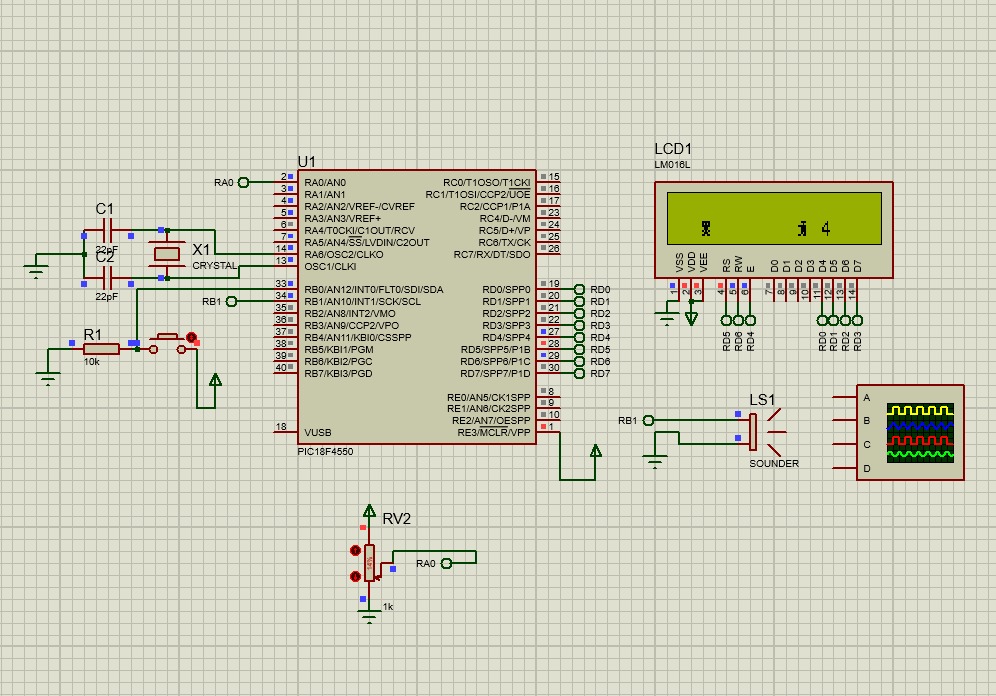 U1
LCD1
LM016L
RA0
2 RA0/AN0
3 RA1/AN1
4 RA2/AN2/VREF-/CVREF
5 RA3/AN3/VREF+
6 RA4/T0CKI/C1OUT/RCV
7 RA5/AN4/SS/LVDIN/C2OUT
14 RA6/OSC2/CLKO
13 OSC1/CLKI
33 RB0/AN12/INT0/FLT0/SDI/SDA
34 RB1/AN10/INT1/SCK/SCL
35 RB2/AN8/INT2/VMO
36 RB3/AN9/CCP2/VPO
37 RB4/AN11/KBI0/CSSPP
38 RB5/KBI1/PGM
39 RB6/KBI2/PGC
40 RB7/KBI3/PGD
18 VUSB
RC0/T1OSO/T1CKI 15
RC1/T1OSI/CCP2/UOE 16
RC2/CCP1/P1A 17
RC4/D-/VM 23
RC5/D+/VP 24
RC6/TX/CK 25
RC7/RX/DT/SDO 26
RD0/SPP0 19 RD0
RD1/SPP1 20 RD1
RD2/SPP2 21 RD2
RD3/SPP3 22 RD3
RD4/SPP4 27 RD4
RD5/SPP5/P1B 28 RD5
RD6/SPP6/P1C 29 RD6
RD7/SPP7/P1D 30 RD7
RE0/AN5/CK1SPP 8
RE1/AN6/CK2SPP 9
RE2/AN7/OESPP 10
RE3/MCLR/VPP 1
PIC18F4550
C1
22pF
C2
22pF
X1
CRYSTAL
RB1
R1
10k
4
VSS VDD VEE RS RW E D0 D1 D2 D3 D4 D5 D6 D7
1 2 3 4 5 6 7 8 9 10 11 12 13 14
RD5 RD6 RD4 RD0 RD1 RD2 RD3
RB1
LS1
SOUNDER
A
B
C
D
RV2
RA0
1k